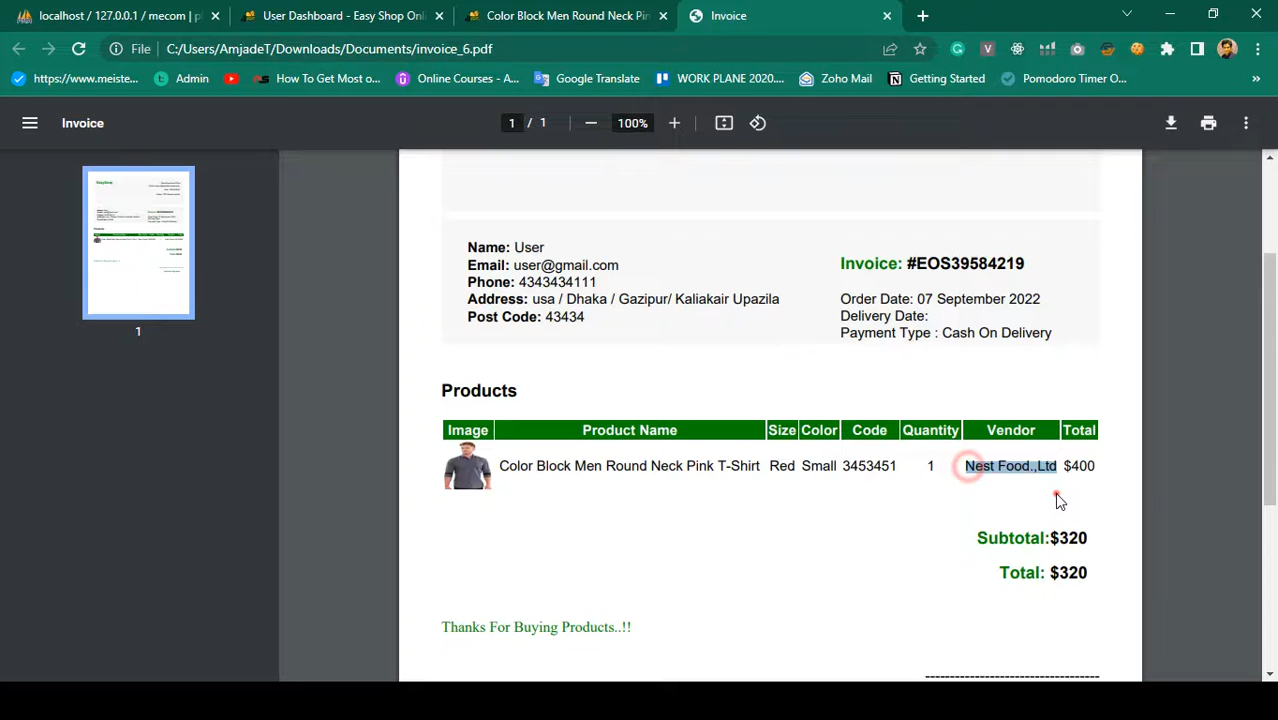 localhost / 127.0.0.1 / mecom | p
User Dashboard - Easy Shop Onli
Color Block Men Round Neck Pin
Invoice
File C:/Users/AmjadeT/Downloads/Documents/invoice_6.pdf
https://www.meiste...
Admin
How To Get Most o...
Online Courses - A...
Google Translate
WORK PLANE 2020....
Zoho Mail
Getting Started
Pomodoro Timer O...
Invoice
1 / 1
100%
1
Name: User
Email: user@gmail.com
Phone: 4343434111
Address: usa / Dhaka / Gazipur/ Kaliakair Upazila
Post Code: 43434
Invoice: #EOS39584219
Order Date: 07 September 2022
Delivery Date:
Payment Type : Cash On Delivery
Products
Image Product Name Size Color Code Quantity Vendor Total
Color Block Men Round Neck Pink T-Shirt Red Small 3453451 1 Nest Food.,Ltd $400
Subtotal:$320
Total: $320
Thanks For Buying Products..!!